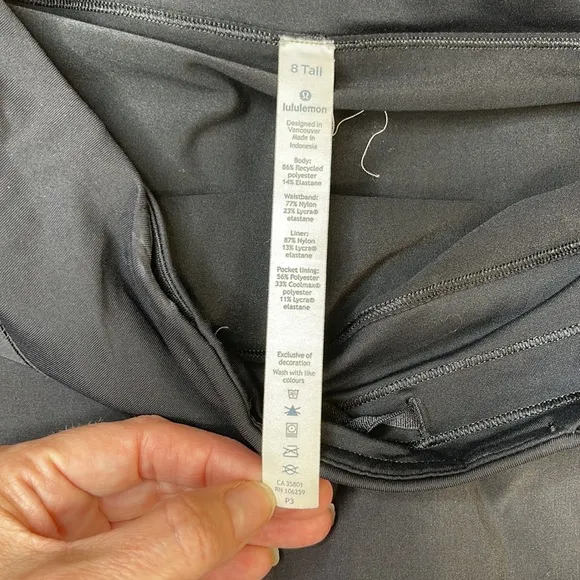 8 Tall
lululemon
Designed in
Vancouver
Made in
Indonesia
Body:
86% Recycled
polyester
14% Elastane
Waistband:
77% Nylon
23% Lycra®
elastane
Liner:
87% Nylon
13% Lycra®
elastane
Pocket lining:
56% Polyester
33% Coolmax®
polyester
11% Lycra®
elastane
Exclusive of
decoration
Wash with like
colours
CA 35801
RN 106259
P3